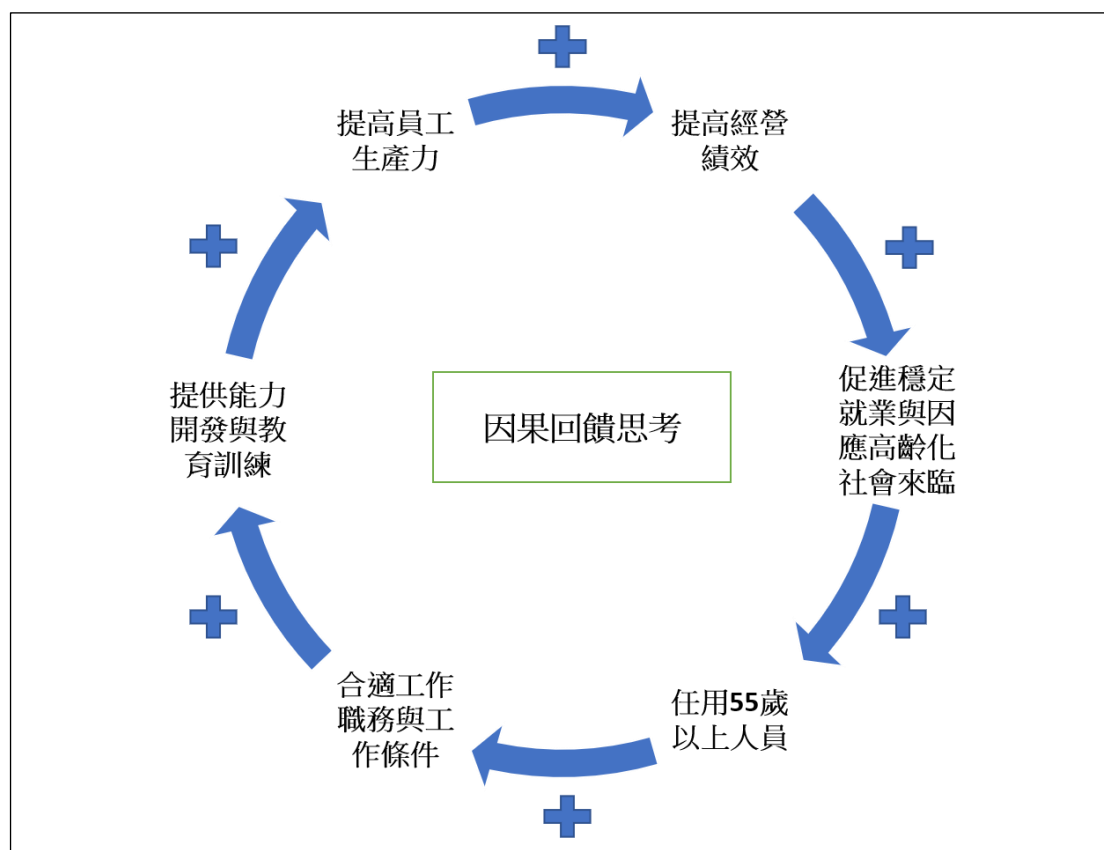 提高員工
生產力
提高經營
績效
促進穩定
就業與因
應高齡化
社會來臨
任用55歲
以上人員
合適工作
職務與工
作條件
提供能力
開發與教
育訓練
因果回饋思考